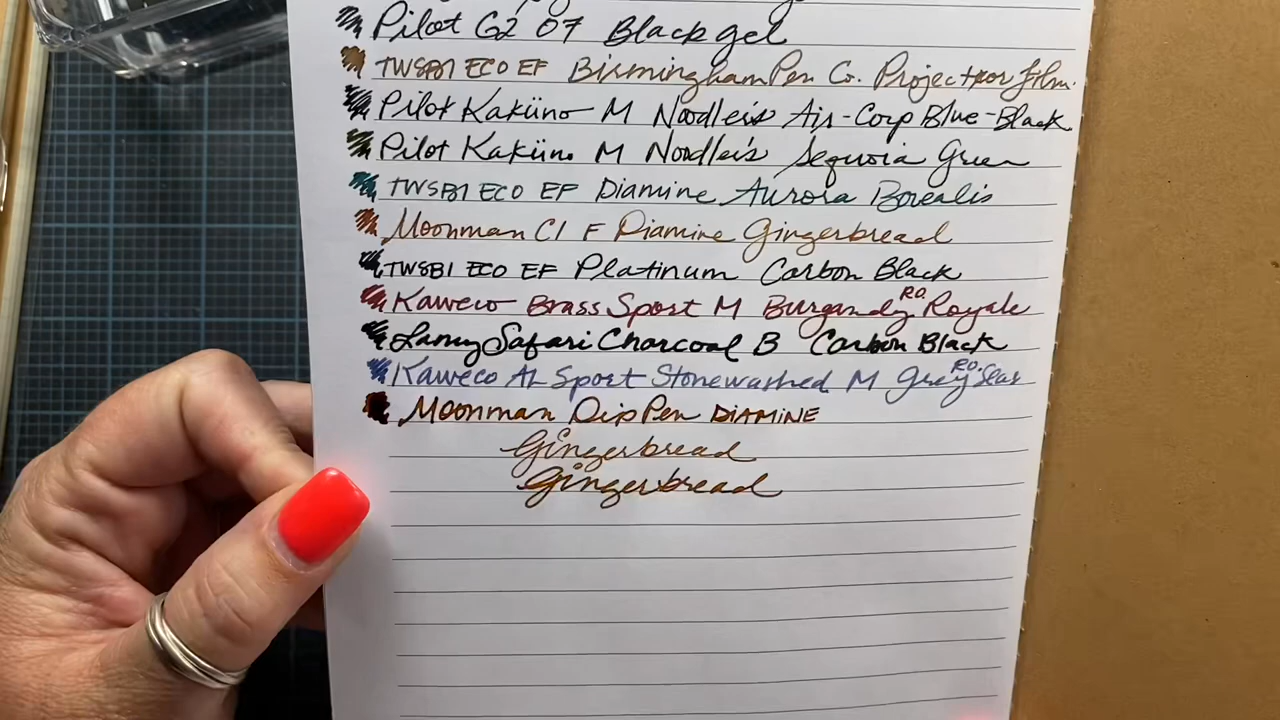 Pilot G2 07 Black gel
TWSBI ECO EF Birmingham Pen Co. Projector Film.
Pilot Kaküno M Noodler's Air-Corp Blue-Black
Pilot Kaküno M Noodler's Sequoia Green
TWSBI ECO EF Diamine Aurora Borealis
Moonman C1 F Diamine Gingerbread
TWSBI ECO EF Platinum Carbon Black
Kaweco Brass Sport M Burgandy R.O. Royale
Lamy Safari Charcoal B Carbon Black
Kaweco AL Sport Stonewashed M Grey R.O. Seas
Moonman Dip Pen DIAMINE
Gingerbread
Gingerbread